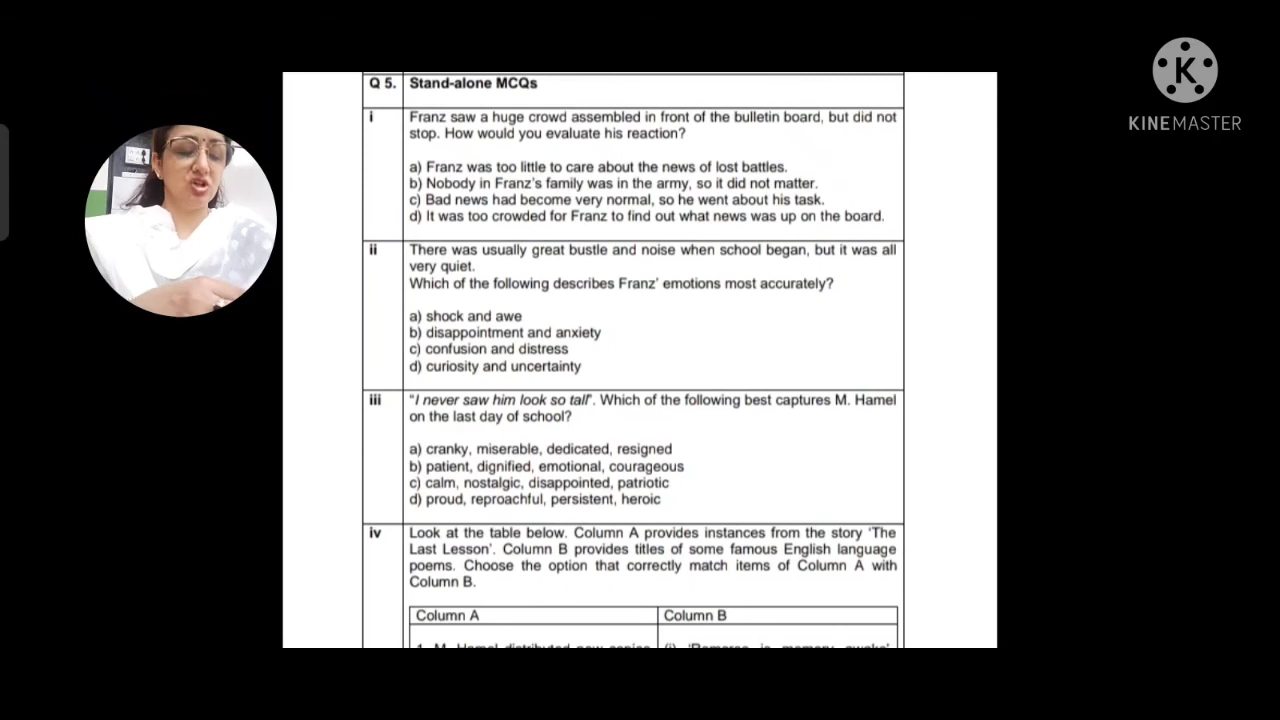 K
KINEMASTER
Q 5. Stand-alone MCQs
i Franz saw a huge crowd assembled in front of the bulletin board, but did not
stop. How would you evaluate his reaction?
a) Franz was too little to care about the news of lost battles.
b) Nobody in Franz's family was in the army, so it did not matter.
c) Bad news had become very normal, so he went about his task.
d) It was too crowded for Franz to find out what news was up on the board.
ii There was usually great bustle and noise when school began, but it was all
very quiet.
Which of the following describes Franz' emotions most accurately?
a) shock and awe
b) disappointment and anxiety
c) confusion and distress
d) curiosity and uncertainty
iii "I never saw him look so tall". Which of the following best captures M. Hamel
on the last day of school?
a) cranky, miserable, dedicated, resigned
b) patient, dignified, emotional, courageous
c) calm, nostalgic, disappointed, patriotic
d) proud, reproachful, persistent, heroic
iv Look at the table below. Column A provides instances from the story 'The
Last Lesson'. Column B provides titles of some famous English language
poems. Choose the option that correctly match items of Column A with
Column B.
Column A Column B